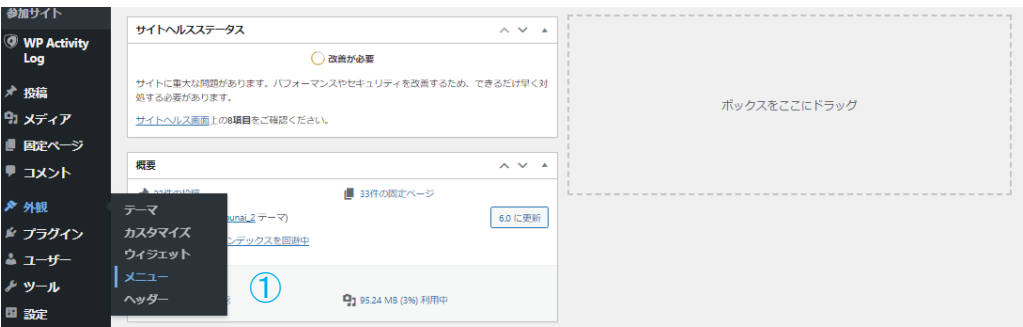 参加サイト
WP Activity
Log
投稿
メディア
固定ページ
コメント
外観
プラグイン
ユーザー
ツール
設定
テーマ
カスタマイズ
ウィジェット
メニュー
ヘッダー
サイトヘルスステータス
改善が必要
サイトに重大な問題があります。パフォーマンスやセキュリティを改善するため、できるだけ早く対
処する必要があります。
サイトヘルス画面上の8項目をご確認ください。
概要
33件の固定ページ
ounai_2 テーマ)
6.0 に更新
ンデックスを回避中
①
95.24 MB (3%) 利用中
ボックスをここにドラッグ